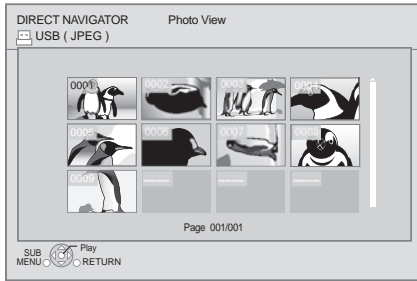 DIRECT NAVIGATOR Photo View
USB ( JPEG )
0001 0002 0003 0004
0005 0006 0007 0008
0009
Page 001/001
SUB MENU Play RETURN